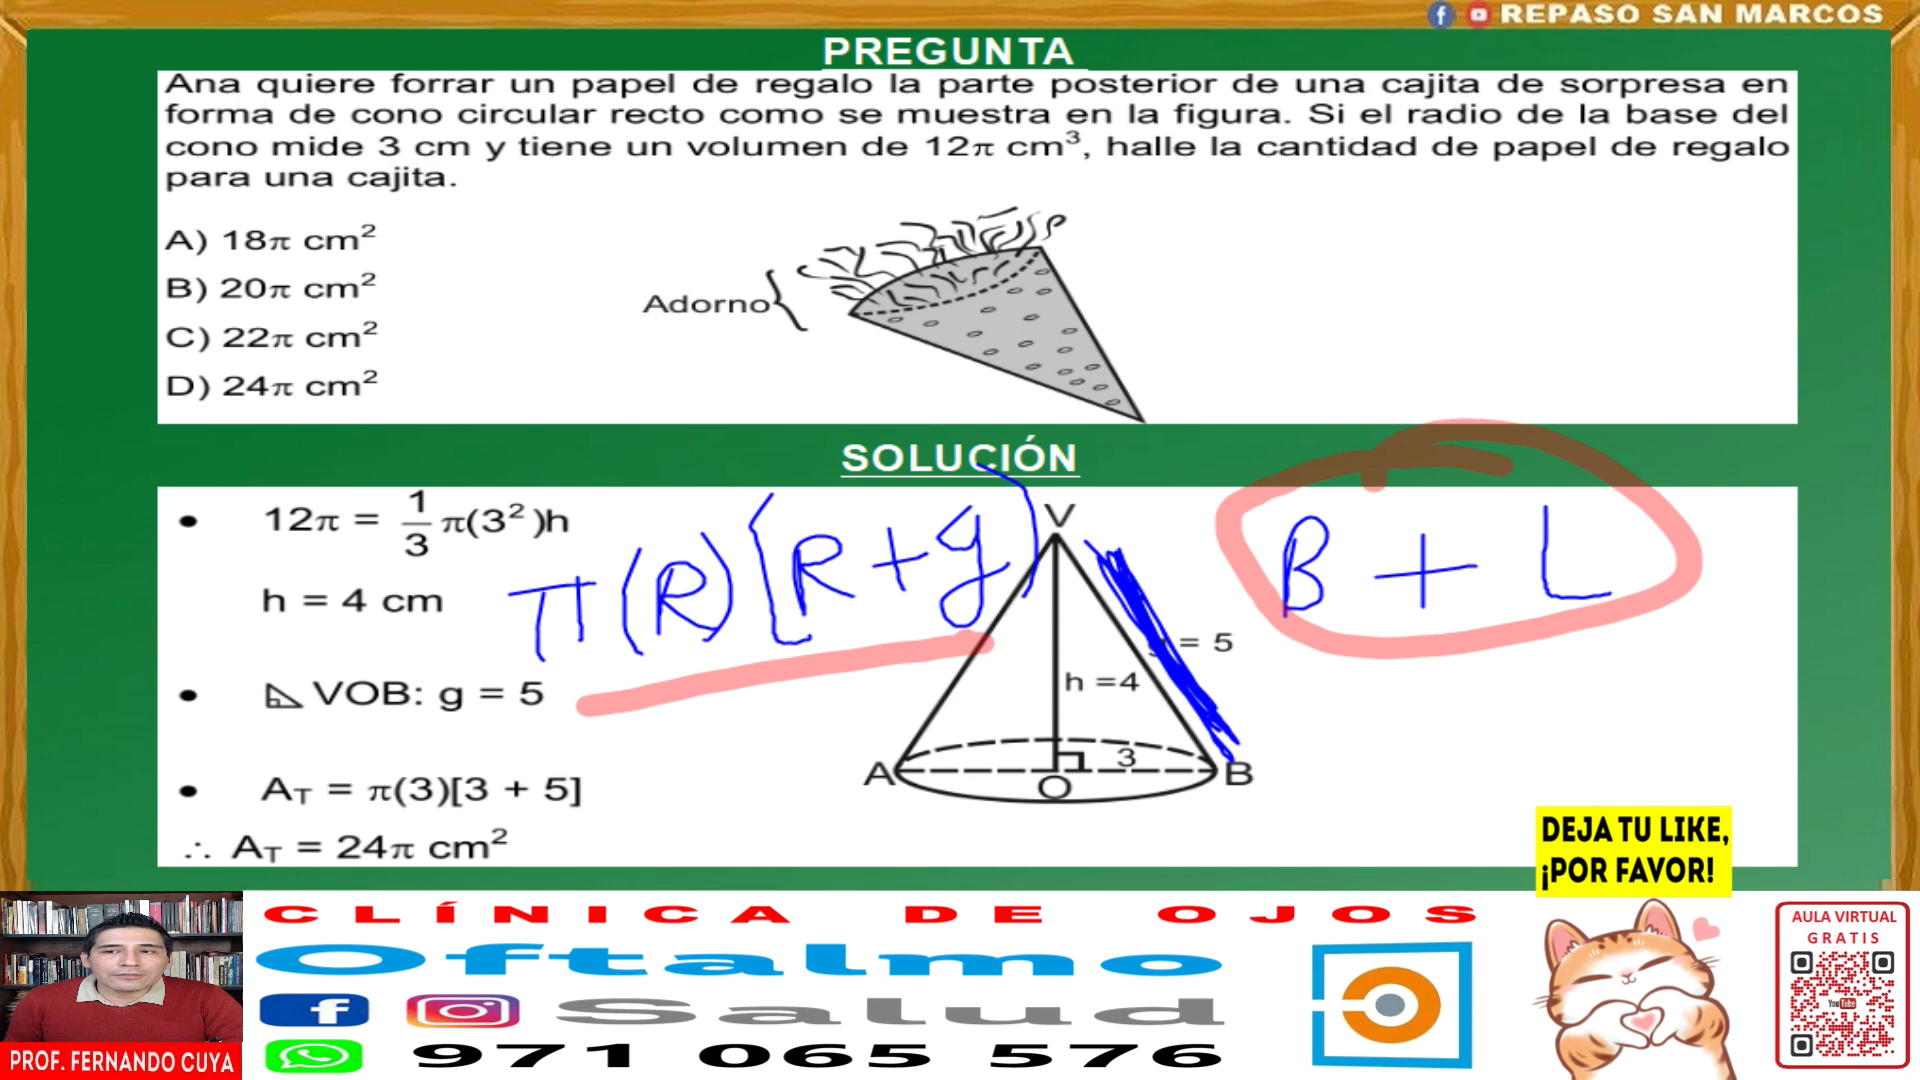 REPASO SAN MARCOS
PREGUNTA
Ana quiere forrar un papel de regalo la parte posterior de una cajita de sorpresa en
forma de cono circular recto como se muestra en la figura. Si el radio de la base del
cono mide 3 cm y tiene un volumen de 12π cm³, halle la cantidad de papel de regalo
para una cajita.
A) 18π cm²
B) 20π cm²
C) 22π cm²
D) 24π cm²
Adorno
SOLUCIÓN
• 12π = 1/3 π(3²)h
h = 4 cm
π(R)[R+g]
B + L
• ◺ VOB: g = 5
• A_T = π(3)[3 + 5]
∴ A_T = 24π cm²
V
= 5
h =4
3
A
O
B
DEJA TU LIKE,
¡POR FAVOR!
CLÍNICA DE OJOS
Oftalmo
Salud
971 065 576
PROF. FERNANDO CUYA
AULA VIRTUAL
GRATIS
YouTube